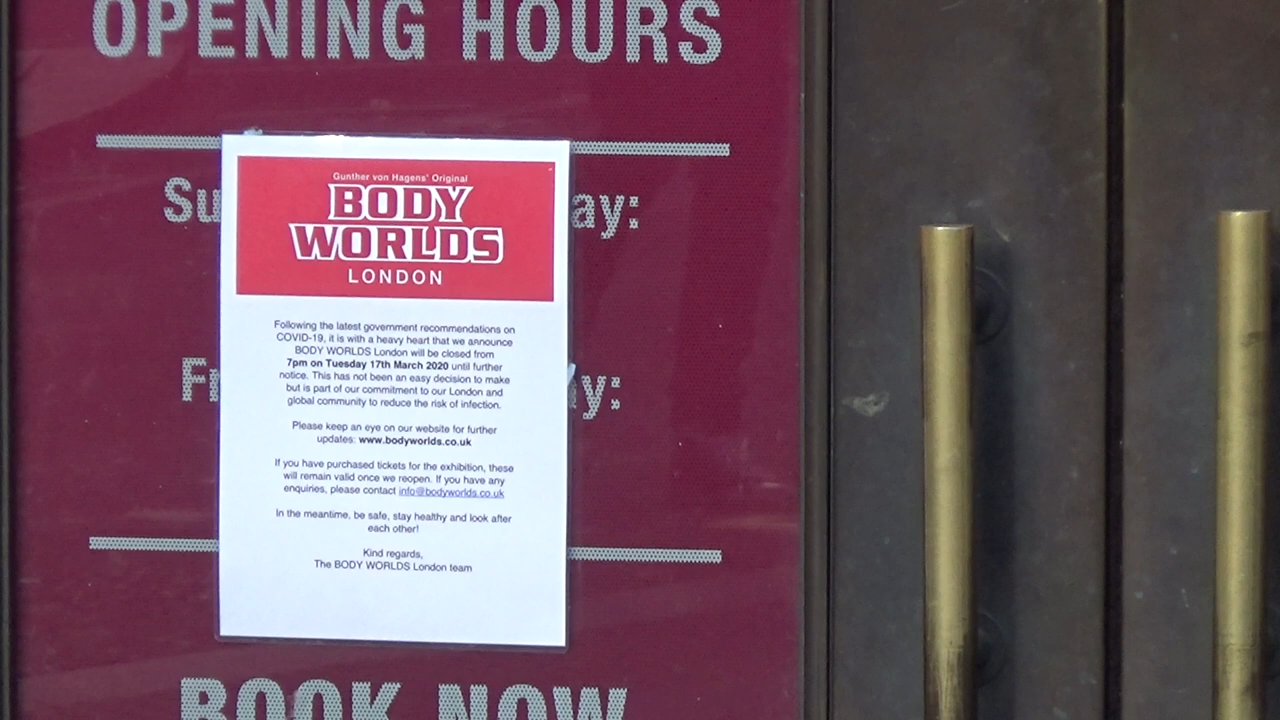 OPENING HOURS
Su ay:
Gunther von Hagens' Original
BODY
WORLDS
LONDON
Following the latest government recommendations on
COVID-19, it is with a heavy heart that we announce
BODY WORLDS London will be closed from
7pm on Tuesday 17th March 2020 until further
notice. This has not been an easy decision to make
but is part of our commitment to our London and
global community to reduce the risk of infection.
Please keep an eye on our website for further
updates: www.bodyworlds.co.uk
If you have purchased tickets for the exhibition, these
will remain valid once we reopen. If you have any
enquiries, please contact info@bodyworlds.co.uk
In the meantime, be safe, stay healthy and look after
each other!
Kind regards,
The BODY WORLDS London team
Fr y:
BOOK NOW